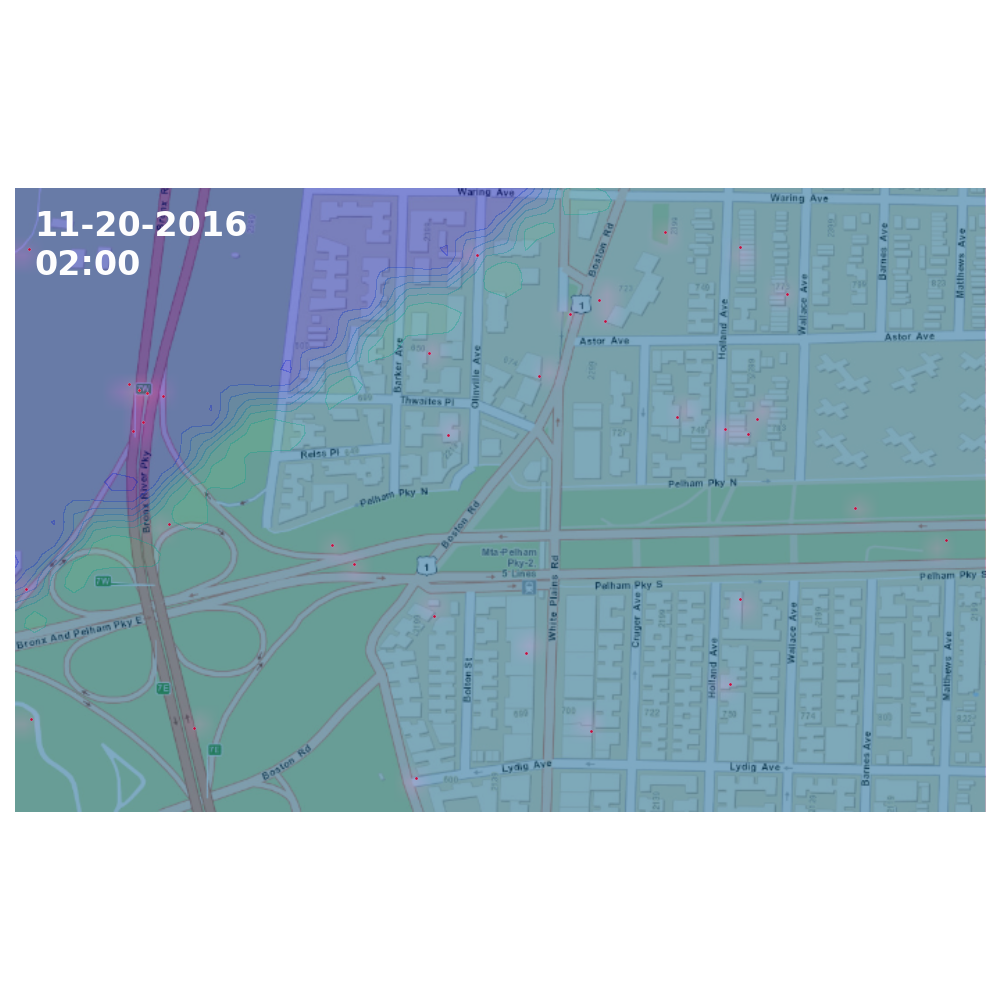 11-20-2016
02:00
Waring Ave
Waring Ave
Boston Rd
Barnes Ave
Matthews Ave
Wallace Ave
1
Holland Ave
Astor Ave
Astor Ave
Barker Ave
Olinville Ave
Thwaites Pl
Reiss Pl
Pelham Pky N
Pelham Pky N
Bronx River Pky
Boston Rd
1
Mta-Pelham
Pky-2,
5 Lines
White Plains Rd
Pelham Pky S
Pelham Pky S
7W
Bronx And Pelham Pky E
Cruger Ave
Holland Ave
Wallace Ave
Matthews Ave
Bolton St
7E
7E
Boston Rd
Lydig Ave
Lydig Ave
Barnes Ave